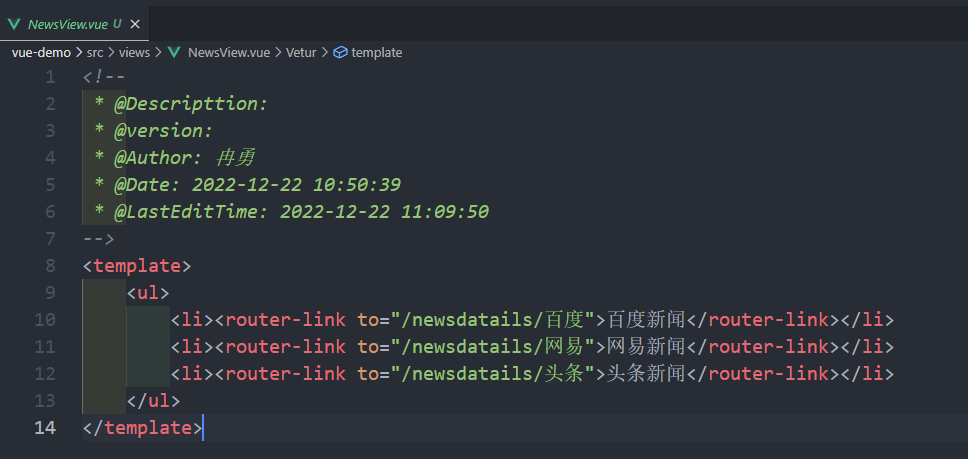 NewsView.vue U
vue-demo > src > views > NewsView.vue > Vetur > template
1 <!--
2 * @Descripttion:
3 * @version:
4 * @Author: 冉勇
5 * @Date: 2022-12-22 10:50:39
6 * @LastEditTime: 2022-12-22 11:09:50
7 -->
8 <template>
9 <ul>
10 <li><router-link to="/newsdatails/百度">百度新闻</router-link></li>
11 <li><router-link to="/newsdatails/网易">网易新闻</router-link></li>
12 <li><router-link to="/newsdatails/头条">头条新闻</router-link></li>
13 </ul>
14 </template>